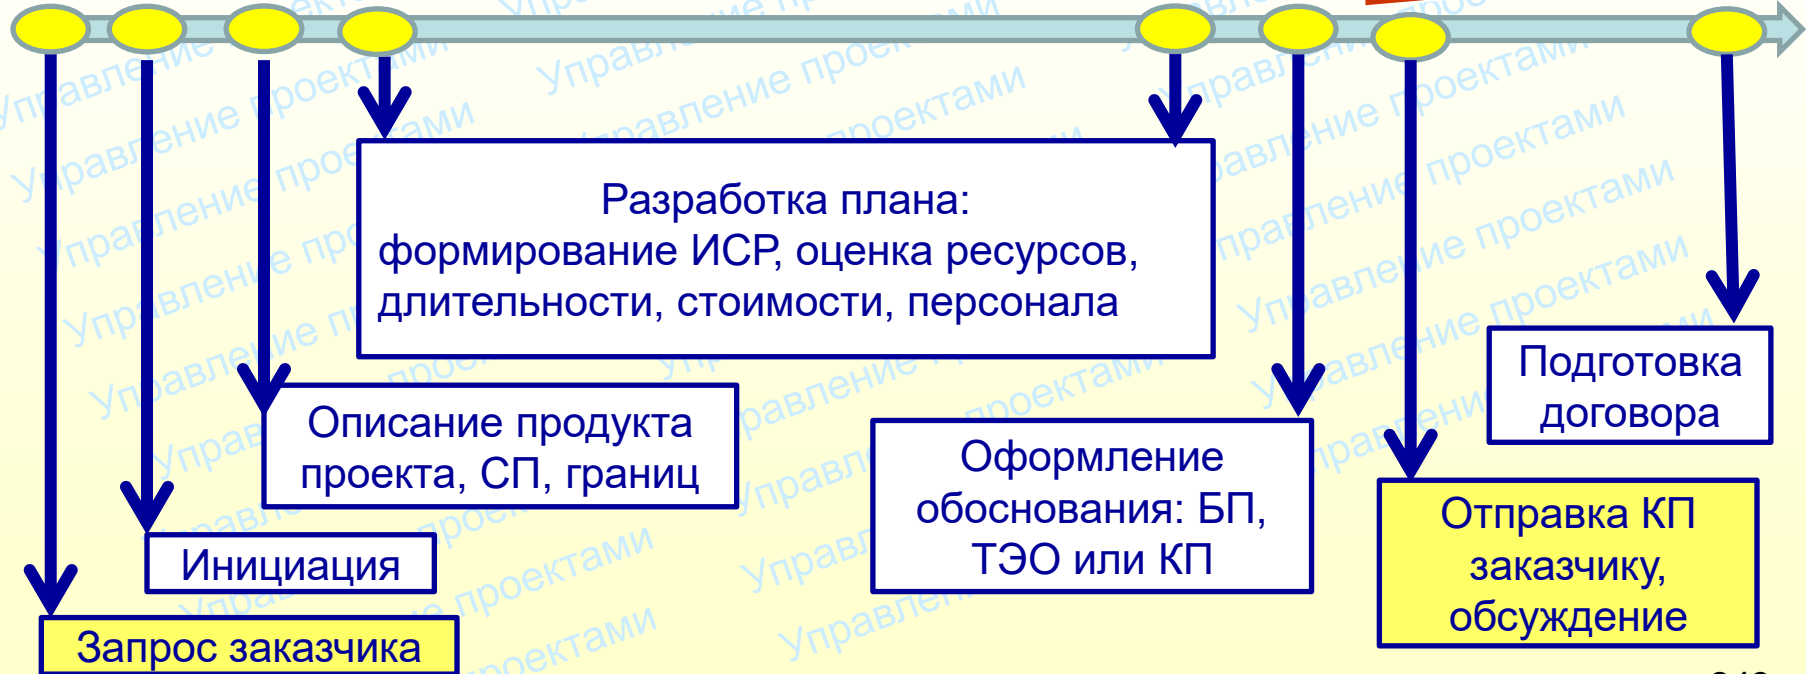 Разработка плана:
формирование ИСР, оценка ресурсов,
длительности, стоимости, персонала
Описание продукта
проекта, СП, границ
Инициация
Запрос заказчика
Оформление
обоснования: БП,
ТЭО или КП
Подготовка
договора
Отправка КП
заказчику,
обсуждение